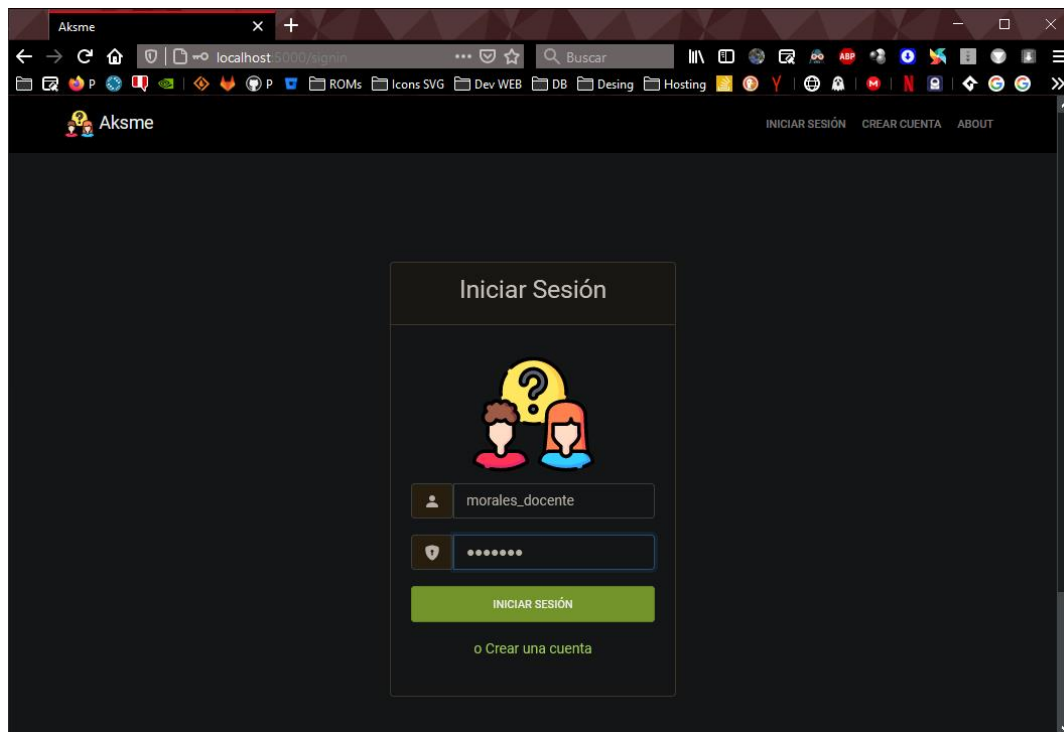 Aksme
localhost:5000/signin
Buscar
P
P
ROMs
Icons SVG
Dev WEB
DB
Desing
Hosting
ABP
Aksme
INICIAR SESIÓN
CREAR CUENTA
ABOUT
Iniciar Sesión
morales_docente
INICIAR SESIÓN
o Crear una cuenta